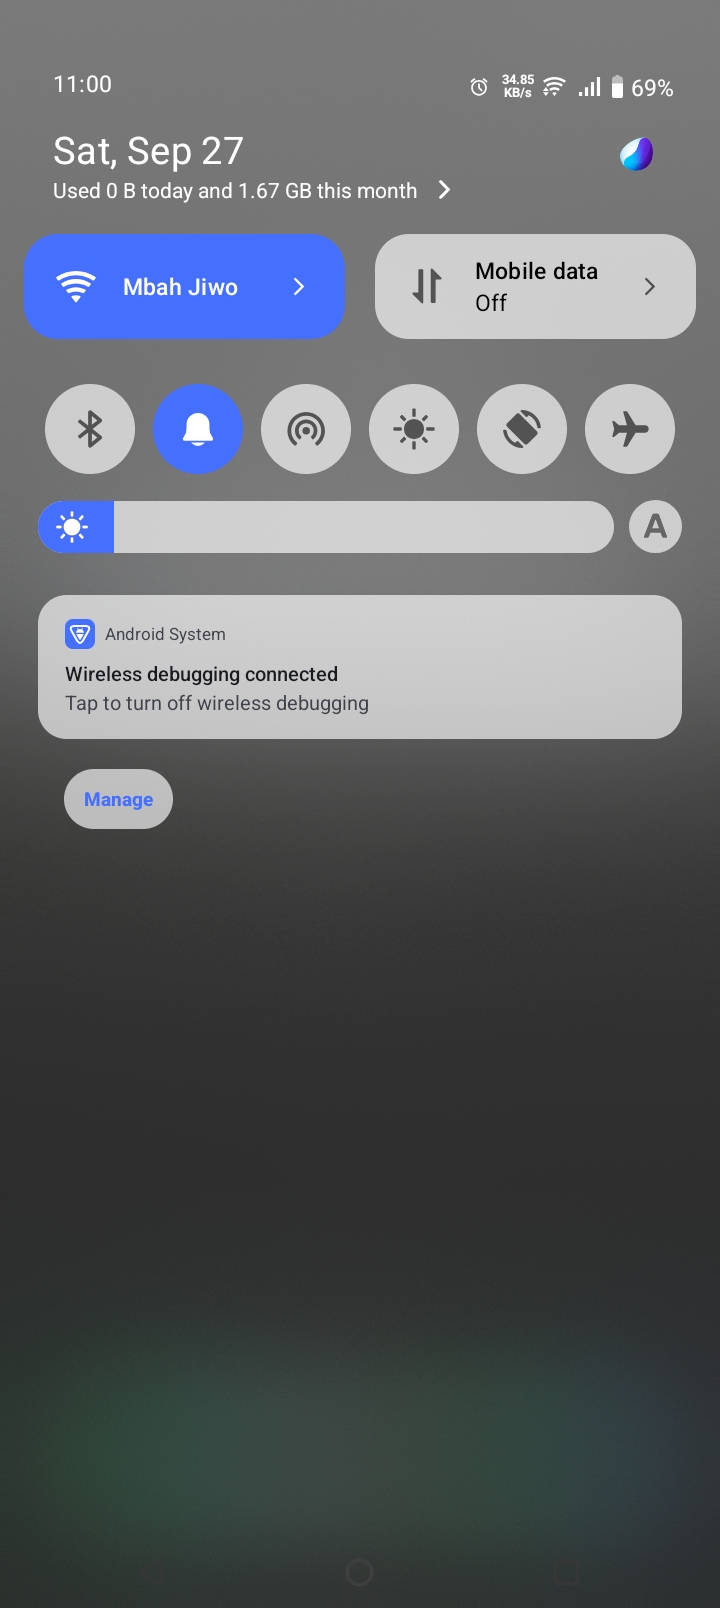 11:00
34.85
KB/s
69%
Sat, Sep 27
Used 0 B today and 1.67 GB this month
Mbah Jiwo
Mobile data
Off
A
Android System
Wireless debugging connected
Tap to turn off wireless debugging
Manage